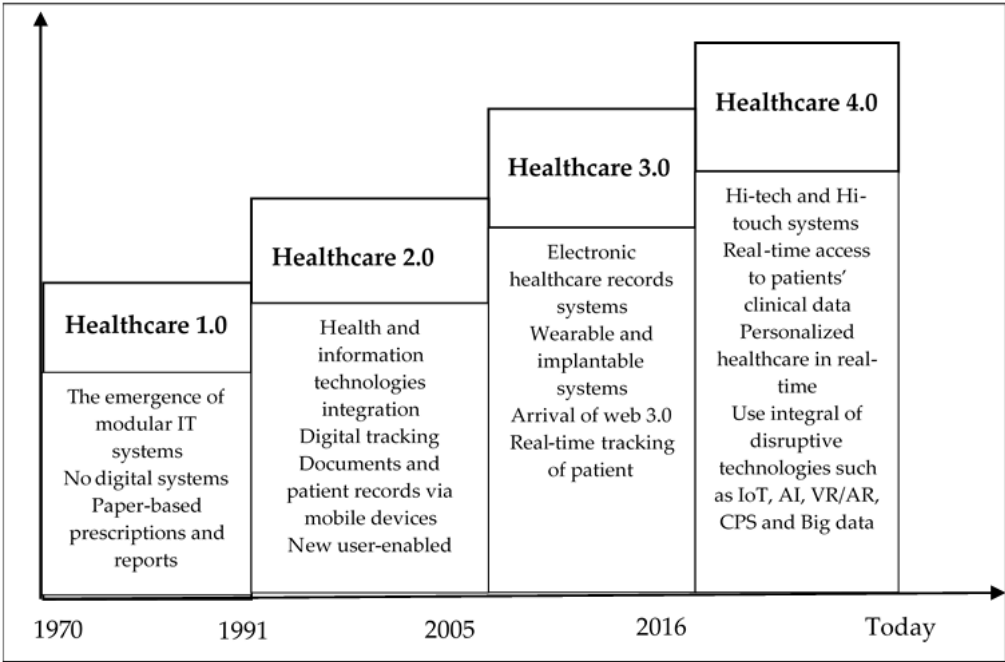 Healthcare 1.0
The emergence of
modular IT
systems
No digital systems
Paper-based
prescriptions and
reports
Healthcare 2.0
Health and
information
technologies
integration
Digital tracking
Documents and
patient records via
mobile devices
New user-enabled
Healthcare 3.0
Electronic
healthcare records
systems
Wearable and
implantable
systems
Arrival of web 3.0
Real-time tracking
of patient
Healthcare 4.0
Hi-tech and Hi-
touch systems
Real-time access
to patients’
clinical data
Personalized
healthcare in real-
time
Use integral of
disruptive
technologies such
as IoT, AI, VR/AR,
CPS and Big data
1970 1991 2005 2016 Today